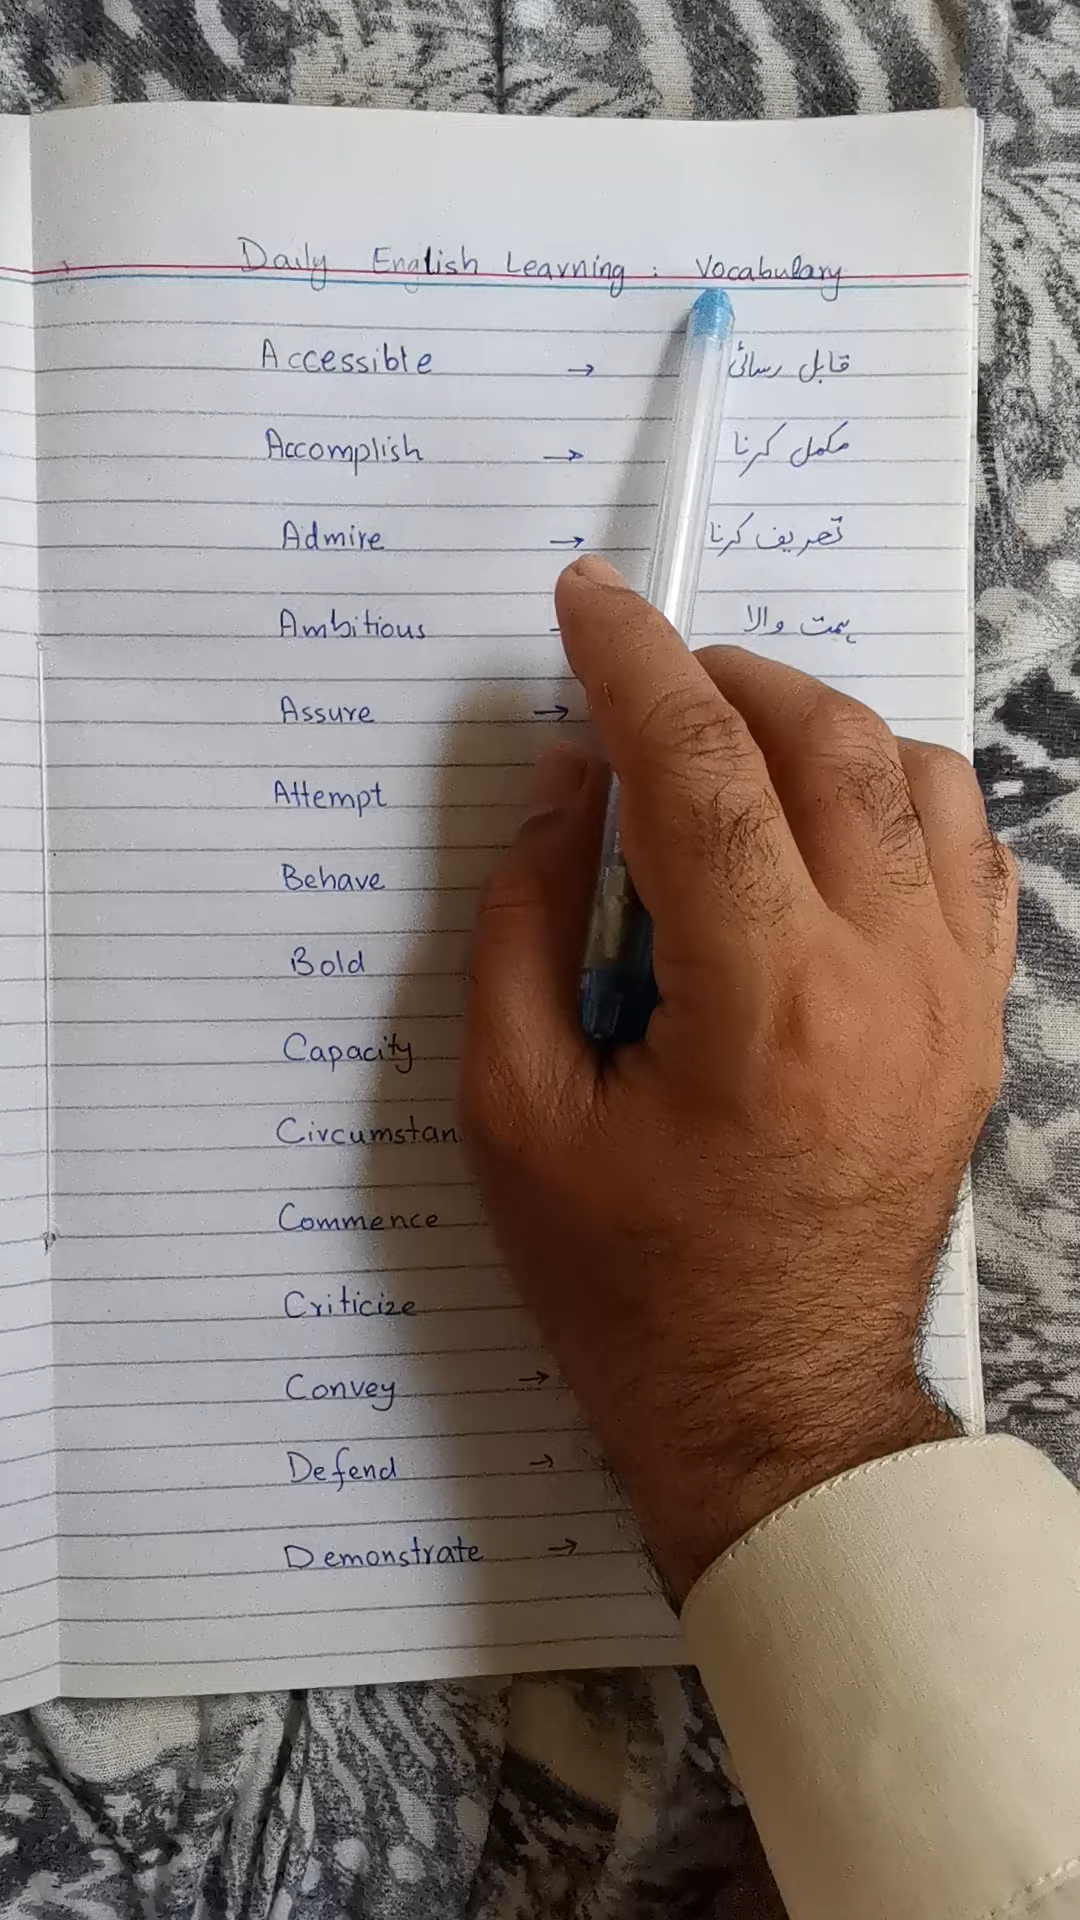 Daily English Learning : Vocabulary
Accessible → قابل رسائی
Accomplish → مکمل کرنا
Admire → تعریف کرنا
Ambitious ہمت والا
Assure →
Attempt
Behave
Bold
Capacity
Circumstan
Commence
Criticize
Convey →
Defend →
Demonstrate →